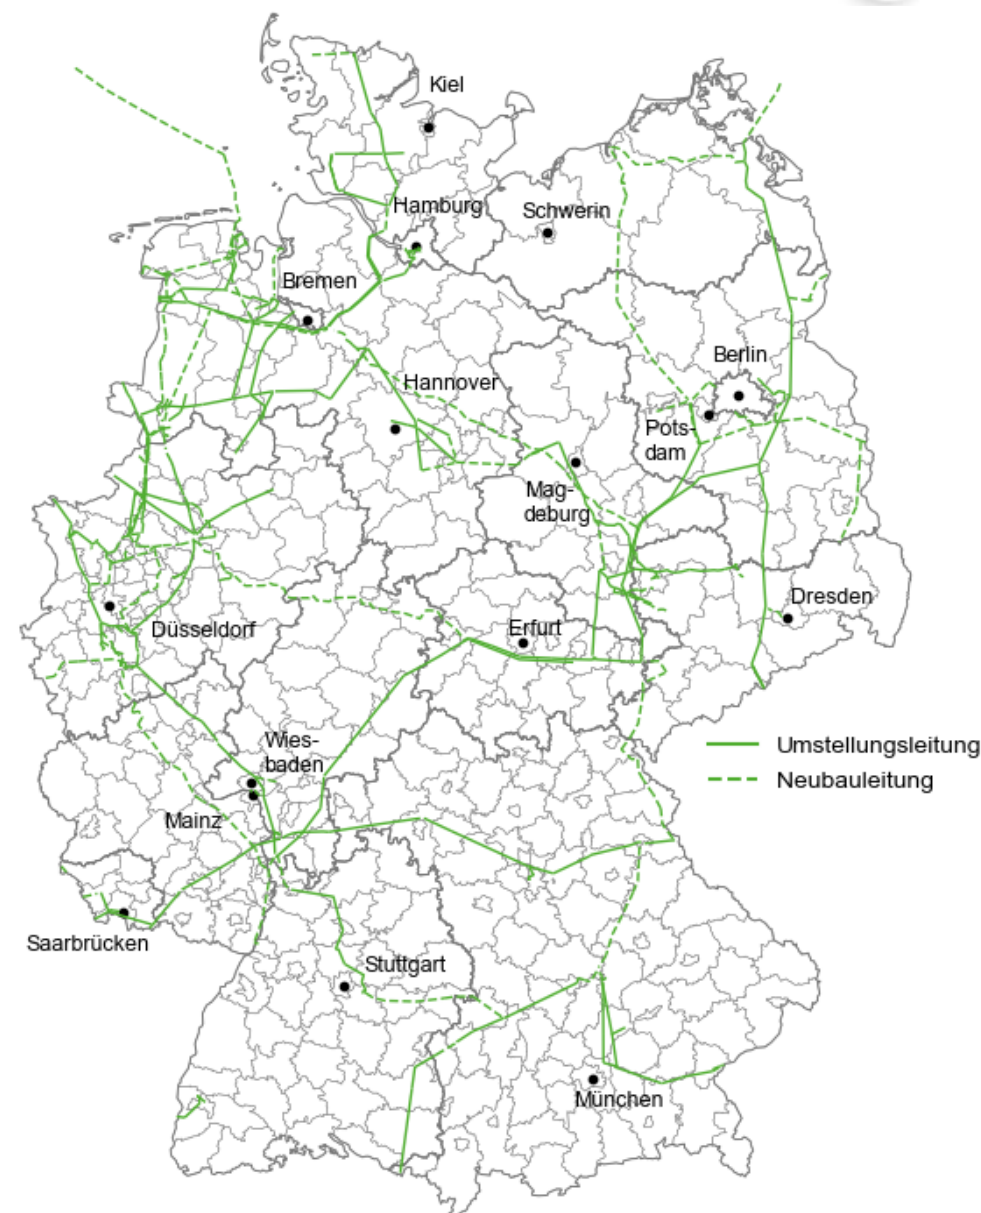 Kiel
Hamburg
Schwerin
Bremen
Berlin
Hannover
Pots-
dam
Mag-
deburg
Dresden
Düsseldorf
Erfurt
Wies-
baden
Umstellungsleitung
Neubauleitung
Mainz
Saarbrücken
Stuttgart
München